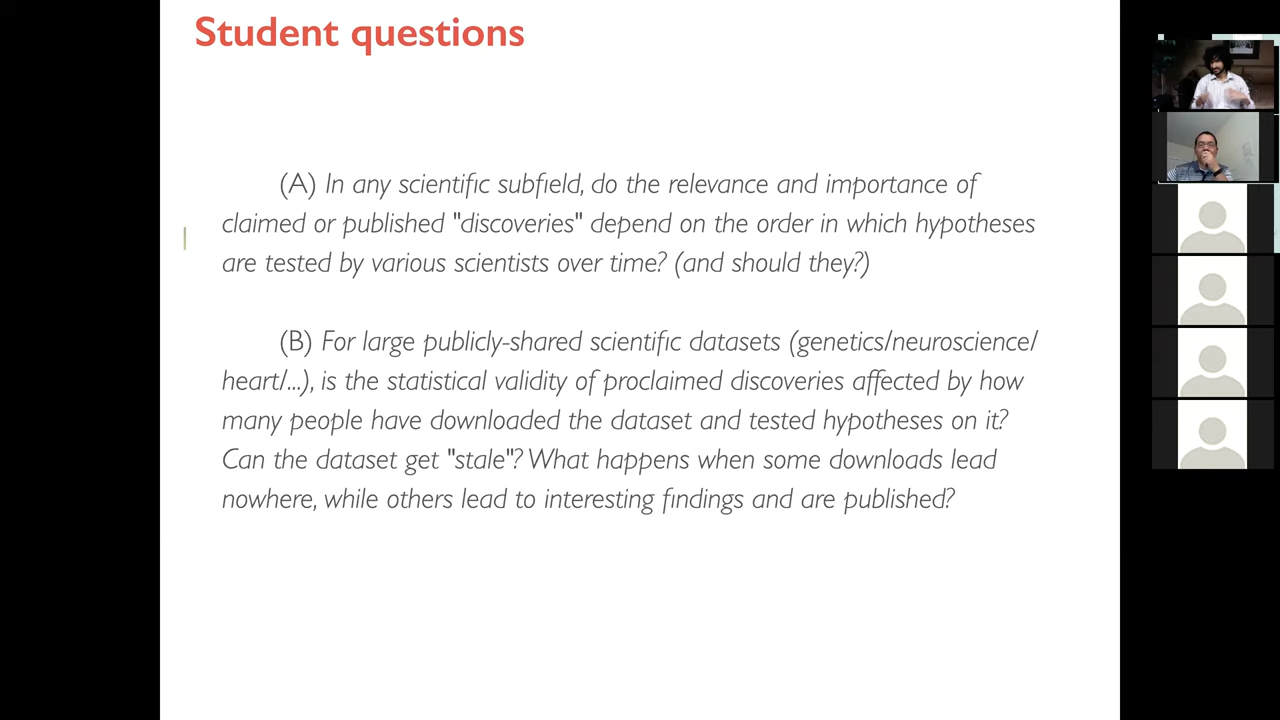 Student questions
(A) In any scientific subfield, do the relevance and importance of
claimed or published "discoveries" depend on the order in which hypotheses
are tested by various scientists over time? (and should they?)
(B) For large publicly-shared scientific datasets (genetics/neuroscience/
heart/...), is the statistical validity of proclaimed discoveries affected by how
many people have downloaded the dataset and tested hypotheses on it?
Can the dataset get "stale"? What happens when some downloads lead
nowhere, while others lead to interesting findings and are published?